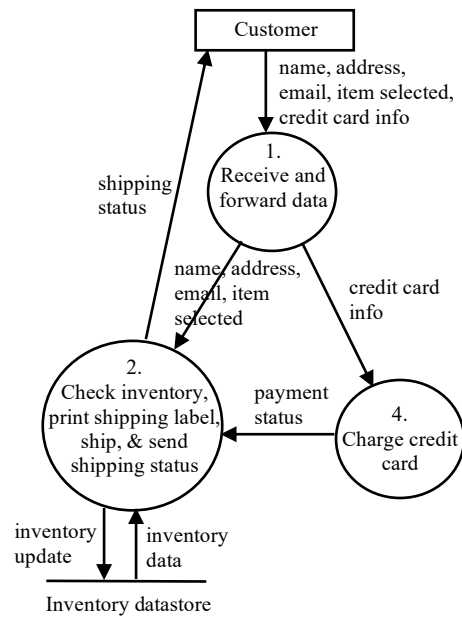 Customer
name, address,
email, item selected,
credit card info
1.
Receive and
forward data
shipping
status
name, address,
email, item
selected
credit card
info
2.
Check inventory,
print shipping label,
ship, & send
shipping status
payment
status
4.
Charge credit
card
inventory
update
inventory
data
Inventory datastore